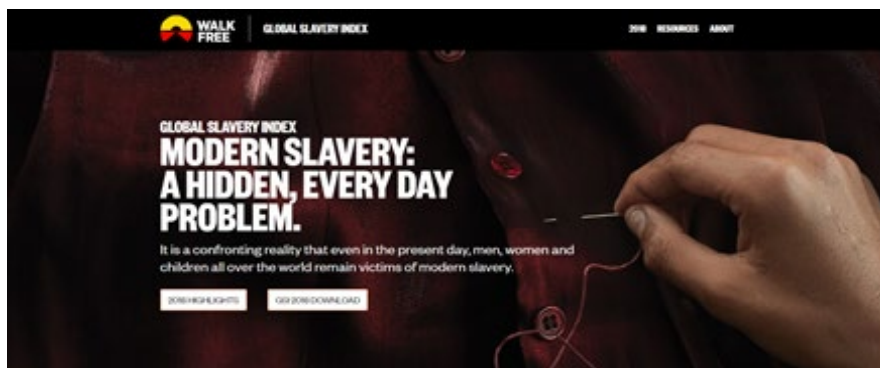 WALK FREE
GLOBAL SLAVERY INDEX
2018 RESOURCES ABOUT
GLOBAL SLAVERY INDEX
MODERN SLAVERY:
A HIDDEN, EVERY DAY
PROBLEM.
It is a confronting reality that even in the present day, men, women and
children all over the world remain victims of modern slavery.
2018 HIGHLIGHTS
GSI 2018 DOWNLOAD